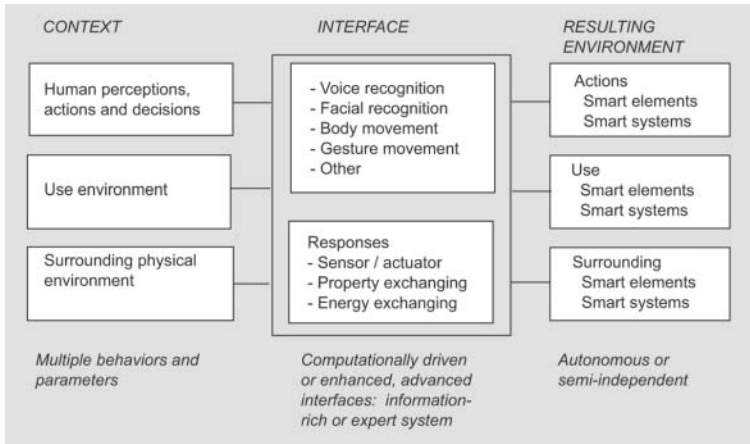 CONTEXT
Human perceptions,
actions and decisions
Use environment
Surrounding physical
environment
Multiple behaviors and
parameters
INTERFACE
- Voice recognition
- Facial recognition
- Body movement
- Gesture movement
- Other
Responses
- Sensor / actuator
- Property exchanging
- Energy exchanging
Computationally driven
or enhanced, advanced
interfaces: information-
rich or expert system
RESULTING
ENVIRONMENT
Actions
Smart elements
Smart systems
Use
Smart elements
Smart systems
Surrounding
Smart elements
Smart systems
Autonomous or
semi-independent